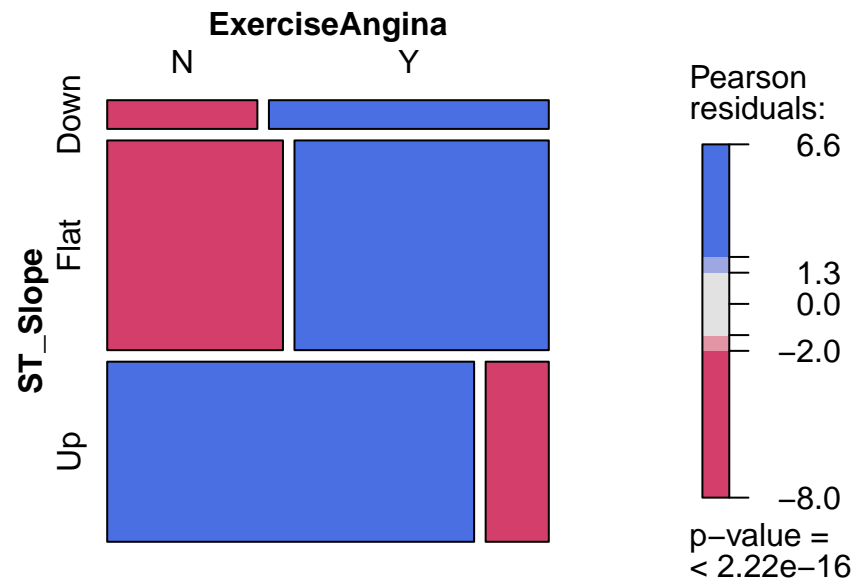 ExerciseAngina
N Y
ST_Slope
Down
Flat
Up
Pearson
residuals:
6.6
1.3
0.0
−2.0
−8.0
p−value =
< 2.22e−16